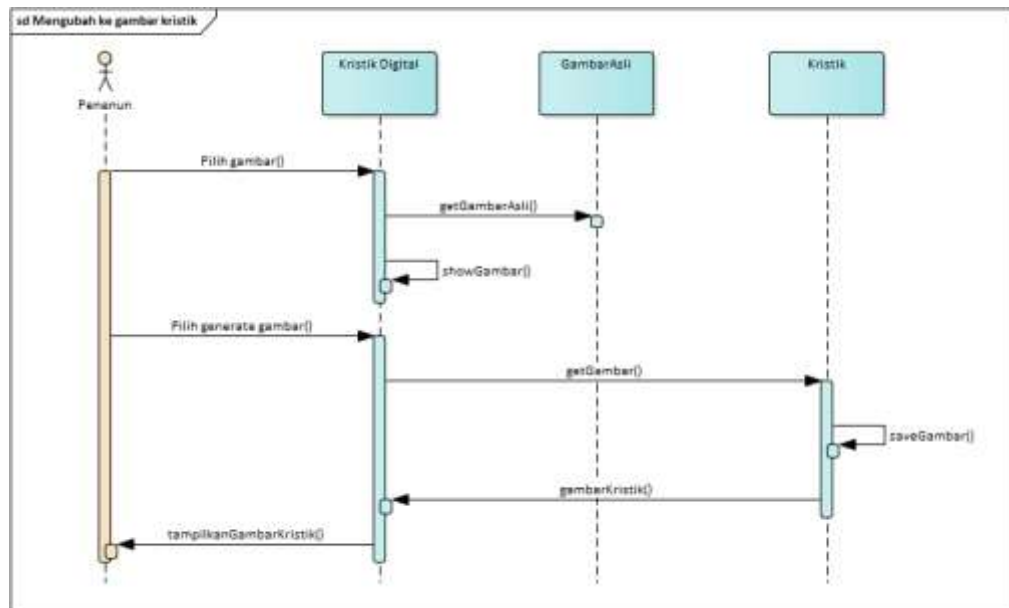 sd Mengubah ke gambar kristik
Penenun
Kristik Digital
GambarAsli
Kristik
Pilih gambar()
getGambarAsli()
showGambar()
Pilih generate gambar()
getGambar()
saveGambar()
gambarKristik()
tampilkanGambarKristik()